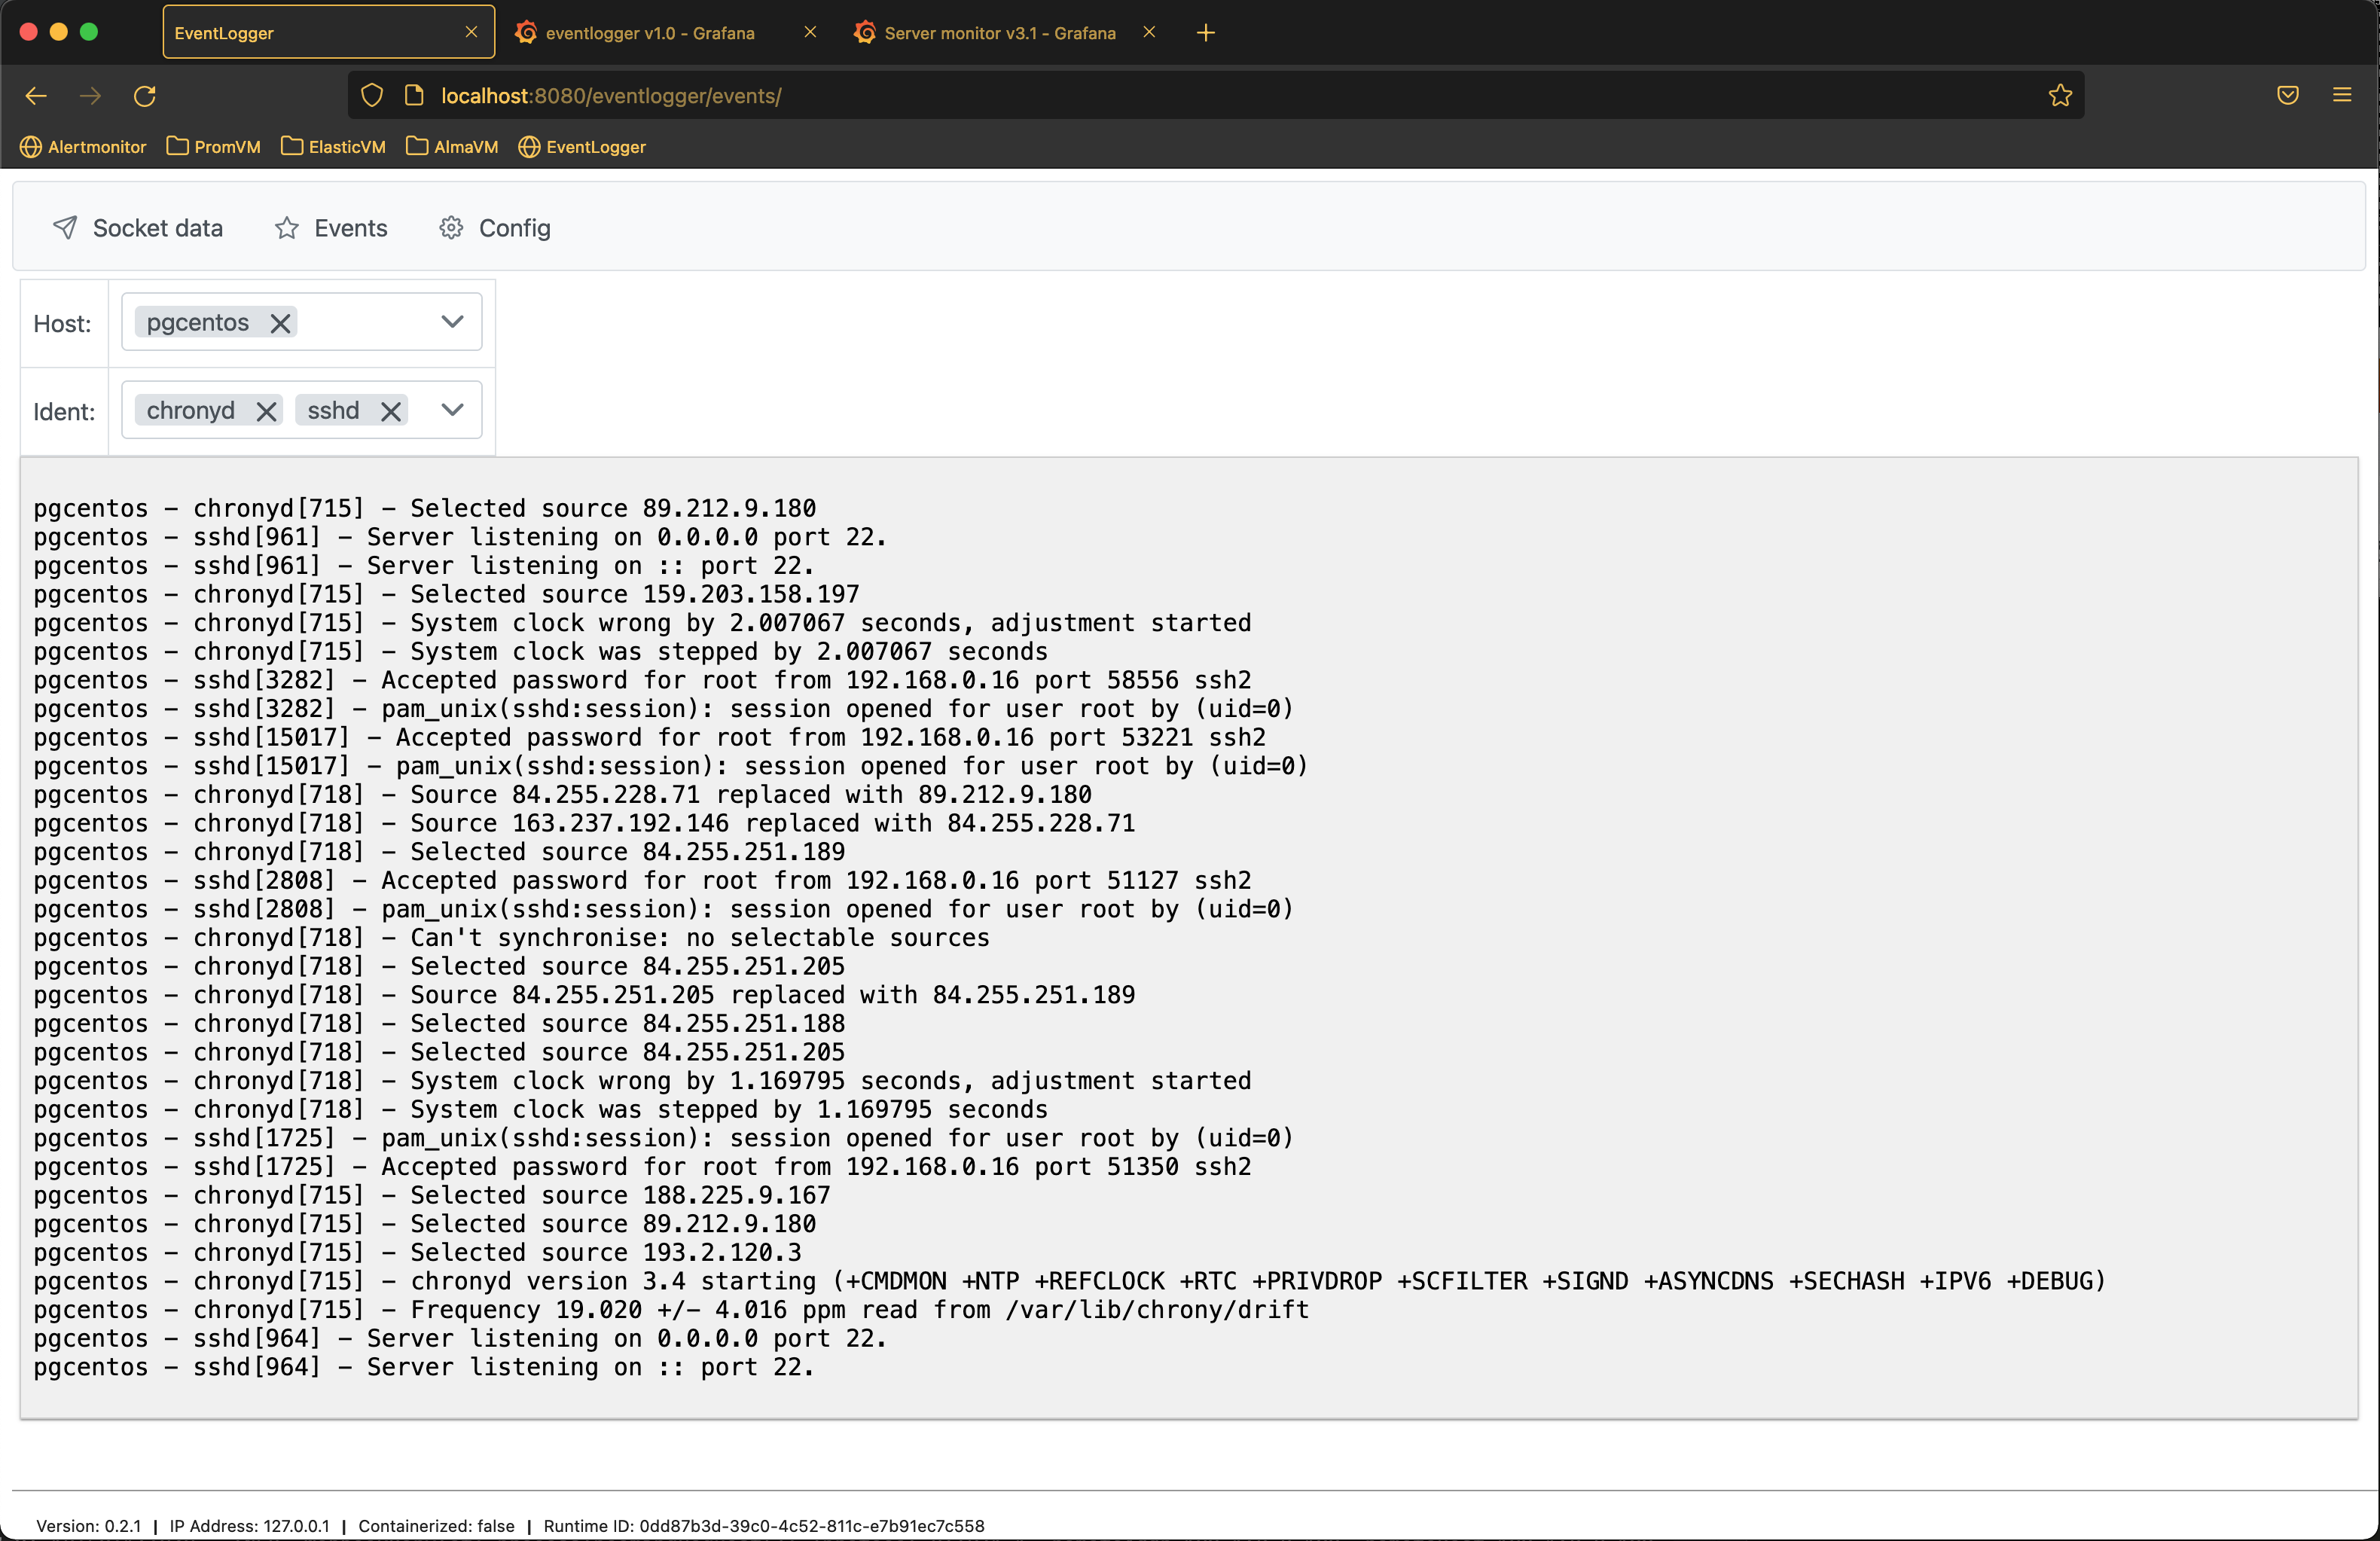 EventLogger
eventlogger v1.0 - Grafana
Server monitor v3.1 - Grafana
localhost:8080/eventlogger/events/
Alertmonitor PromVM ElasticVM AlmaVM EventLogger
Socket data Events Config
Host: pgcentos
Ident: chronyd sshd
pgcentos – chronyd[715] – Selected source 89.212.9.180
pgcentos – sshd[961] – Server listening on 0.0.0.0 port 22.
pgcentos – sshd[961] – Server listening on :: port 22.
pgcentos – chronyd[715] – Selected source 159.203.158.197
pgcentos – chronyd[715] – System clock wrong by 2.007067 seconds, adjustment started
pgcentos – chronyd[715] – System clock was stepped by 2.007067 seconds
pgcentos – sshd[3282] – Accepted password for root from 192.168.0.16 port 58556 ssh2
pgcentos – sshd[3282] – pam_unix(sshd:session): session opened for user root by (uid=0)
pgcentos – sshd[15017] – Accepted password for root from 192.168.0.16 port 53221 ssh2
pgcentos – sshd[15017] – pam_unix(sshd:session): session opened for user root by (uid=0)
pgcentos – chronyd[718] – Source 84.255.228.71 replaced with 89.212.9.180
pgcentos – chronyd[718] – Source 163.237.192.146 replaced with 84.255.228.71
pgcentos – chronyd[718] – Selected source 84.255.251.189
pgcentos – sshd[2808] – Accepted password for root from 192.168.0.16 port 51127 ssh2
pgcentos – sshd[2808] – pam_unix(sshd:session): session opened for user root by (uid=0)
pgcentos – chronyd[718] – Can't synchronise: no selectable sources
pgcentos – chronyd[718] – Selected source 84.255.251.205
pgcentos – chronyd[718] – Source 84.255.251.205 replaced with 84.255.251.189
pgcentos – chronyd[718] – Selected source 84.255.251.188
pgcentos – chronyd[718] – Selected source 84.255.251.205
pgcentos – chronyd[718] – System clock wrong by 1.169795 seconds, adjustment started
pgcentos – chronyd[718] – System clock was stepped by 1.169795 seconds
pgcentos – sshd[1725] – pam_unix(sshd:session): session opened for user root by (uid=0)
pgcentos – sshd[1725] – Accepted password for root from 192.168.0.16 port 51350 ssh2
pgcentos – chronyd[715] – Selected source 188.225.9.167
pgcentos – chronyd[715] – Selected source 89.212.9.180
pgcentos – chronyd[715] – Selected source 193.2.120.3
pgcentos – chronyd[715] – chronyd version 3.4 starting (+CMDMON +NTP +REFCLOCK +RTC +PRIVDROP +SCFILTER +SIGND +ASYNCDNS +SECHASH +IPV6 +DEBUG)
pgcentos – chronyd[715] – Frequency 19.020 +/– 4.016 ppm read from /var/lib/chrony/drift
pgcentos – sshd[964] – Server listening on 0.0.0.0 port 22.
pgcentos – sshd[964] – Server listening on :: port 22.
Version: 0.2.1 | IP Address: 127.0.0.1 | Containerized: false | Runtime ID: 0dd87b3d-39c0-4c52-811c-e7b91ec7c558